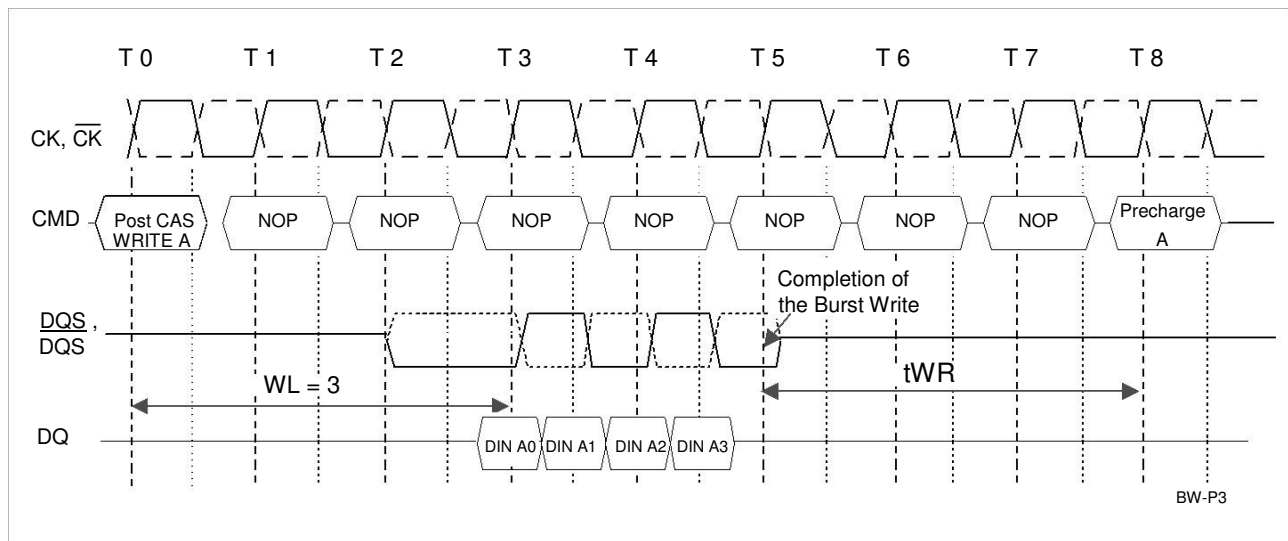 T 0 T 1 T 2 T 3 T 4 T 5 T 6 T 7 T 8
CK, CK
CMD
Post CAS
WRITE A
NOP NOP NOP NOP NOP NOP NOP
Precharge
A
Completion of
the Burst Write
DQS ,
DQS
WL = 3
tWR
DQ
DIN A0 DIN A1 DIN A2 DIN A3
BW-P3